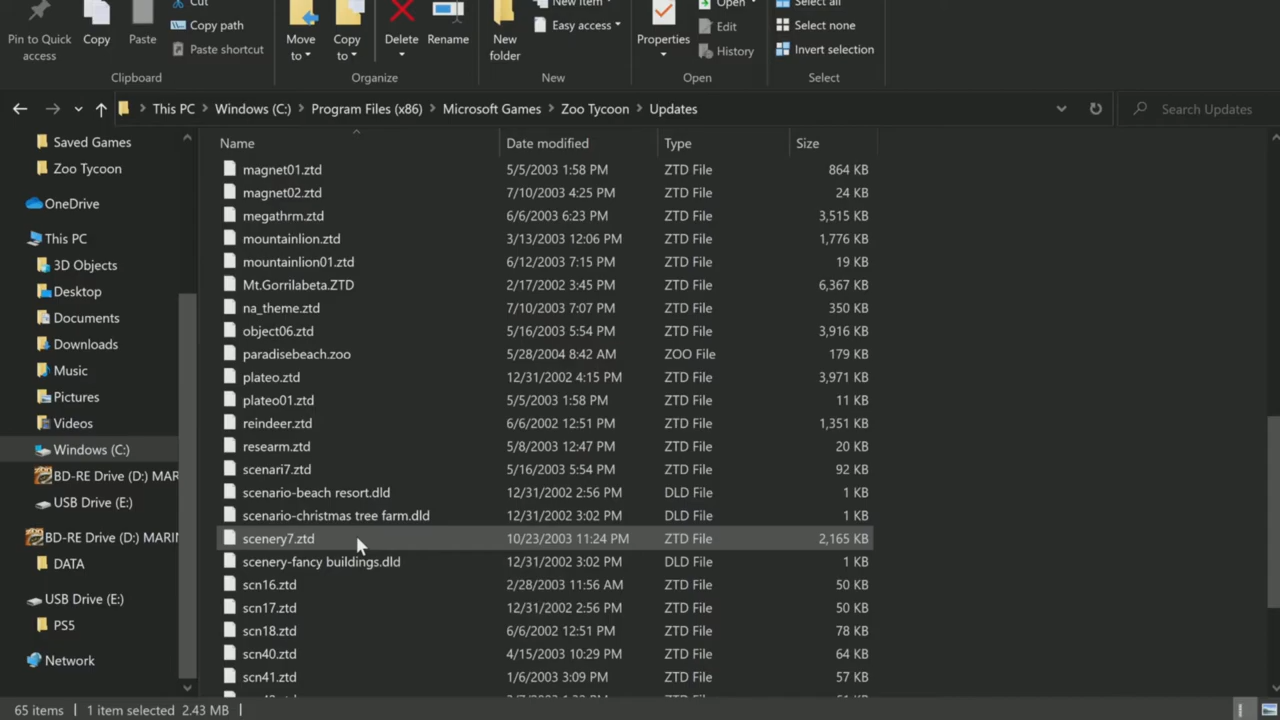 Cut
New item
Open
Select all
Copy path
Easy access
Edit
Select none
Pin to Quick access
Copy
Paste
Paste shortcut
Move to
Copy to
Delete
Rename
New folder
Properties
History
Invert selection
Clipboard
Organize
New
Open
Select
This PC
Windows (C:)
Program Files (x86)
Microsoft Games
Zoo Tycoon
Updates
Search Updates
Saved Games
Zoo Tycoon
OneDrive
This PC
3D Objects
Desktop
Documents
Downloads
Music
Pictures
Videos
Windows (C:)
BD-RE Drive (D:) MAR
USB Drive (E:)
BD-RE Drive (D:) MARIN
DATA
USB Drive (E:)
PS5
Network
Name Date modified Type Size
magnet01.ztd 5/5/2003 1:58 PM ZTD File 864 KB
magnet02.ztd 7/10/2003 4:25 PM ZTD File 24 KB
megathrm.ztd 6/6/2003 6:23 PM ZTD File 3,515 KB
mountainlion.ztd 3/13/2003 12:06 PM ZTD File 1,776 KB
mountainlion01.ztd 6/12/2003 7:15 PM ZTD File 19 KB
Mt.Gorrilabeta.ZTD 2/17/2002 3:45 PM ZTD File 6,367 KB
na_theme.ztd 7/10/2003 7:07 PM ZTD File 350 KB
object06.ztd 5/16/2003 5:54 PM ZTD File 3,916 KB
paradisebeach.zoo 5/28/2004 8:42 AM ZOO File 179 KB
plateo.ztd 12/31/2002 4:15 PM ZTD File 3,971 KB
plateo01.ztd 5/5/2003 1:58 PM ZTD File 11 KB
reindeer.ztd 6/6/2002 12:51 PM ZTD File 1,351 KB
researm.ztd 5/8/2003 12:47 PM ZTD File 20 KB
scenari7.ztd 5/16/2003 5:54 PM ZTD File 92 KB
scenario-beach resort.dld 12/31/2002 2:56 PM DLD File 1 KB
scenario-christmas tree farm.dld 12/31/2002 3:02 PM DLD File 1 KB
scenery7.ztd 10/23/2003 11:24 PM ZTD File 2,165 KB
scenery-fancy buildings.dld 12/31/2002 3:02 PM DLD File 1 KB
scn16.ztd 2/28/2003 11:56 AM ZTD File 50 KB
scn17.ztd 12/31/2002 2:56 PM ZTD File 50 KB
scn18.ztd 6/6/2002 12:51 PM ZTD File 78 KB
scn40.ztd 4/15/2003 10:29 PM ZTD File 64 KB
scn41.ztd 1/6/2003 3:09 PM ZTD File 57 KB
65 items 1 item selected 2.43 MB